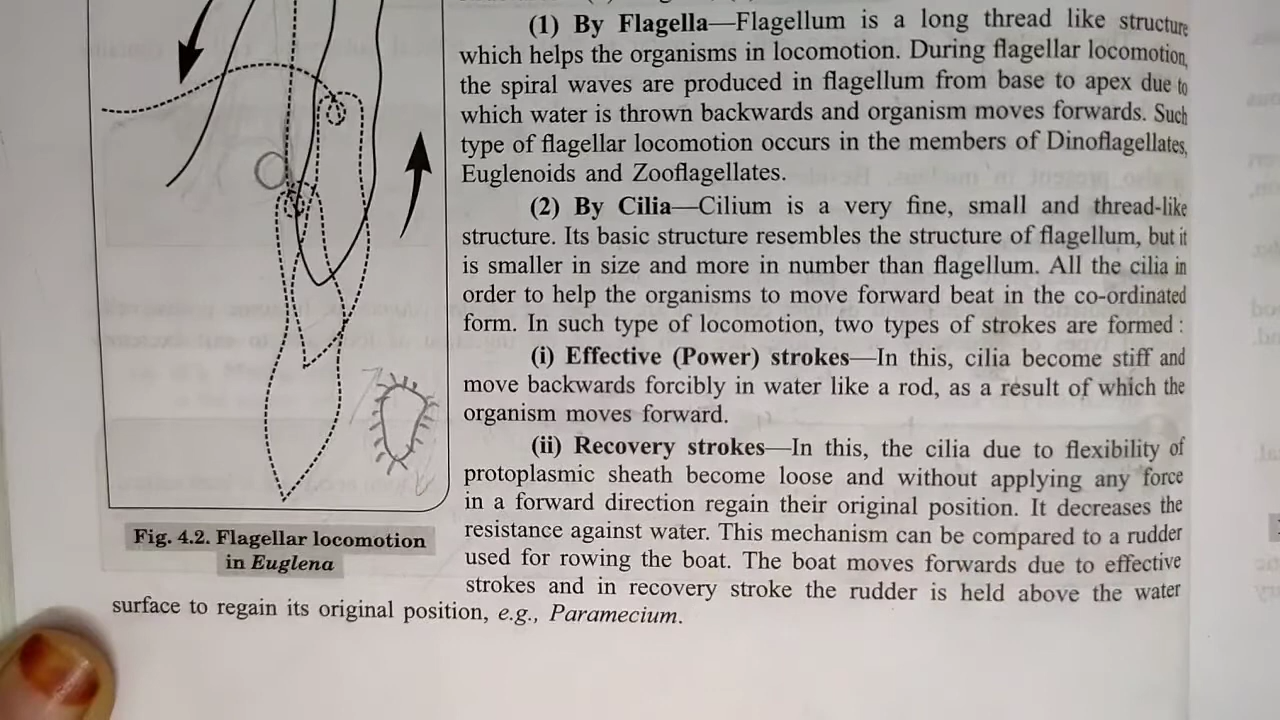 (1) By Flagella—Flagellum is a long thread like structure
which helps the organisms in locomotion. During flagellar locomotion,
the spiral waves are produced in flagellum from base to apex due to
which water is thrown backwards and organism moves forwards. Such
type of flagellar locomotion occurs in the members of Dinoflagellates,
Euglenoids and Zooflagellates.
(2) By Cilia—Cilium is a very fine, small and thread-like
structure. Its basic structure resembles the structure of flagellum, but it
is smaller in size and more in number than flagellum. All the cilia in
order to help the organisms to move forward beat in the co-ordinated
form. In such type of locomotion, two types of strokes are formed :
(i) Effective (Power) strokes—In this, cilia become stiff and
move backwards forcibly in water like a rod, as a result of which the
organism moves forward.
(ii) Recovery strokes—In this, the cilia due to flexibility of
protoplasmic sheath become loose and without applying any force
in a forward direction regain their original position. It decreases the
resistance against water. This mechanism can be compared to a rudder
used for rowing the boat. The boat moves forwards due to effective
strokes and in recovery stroke the rudder is held above the water
surface to regain its original position, e.g., Paramecium.
Fig. 4.2. Flagellar locomotion
in Euglena